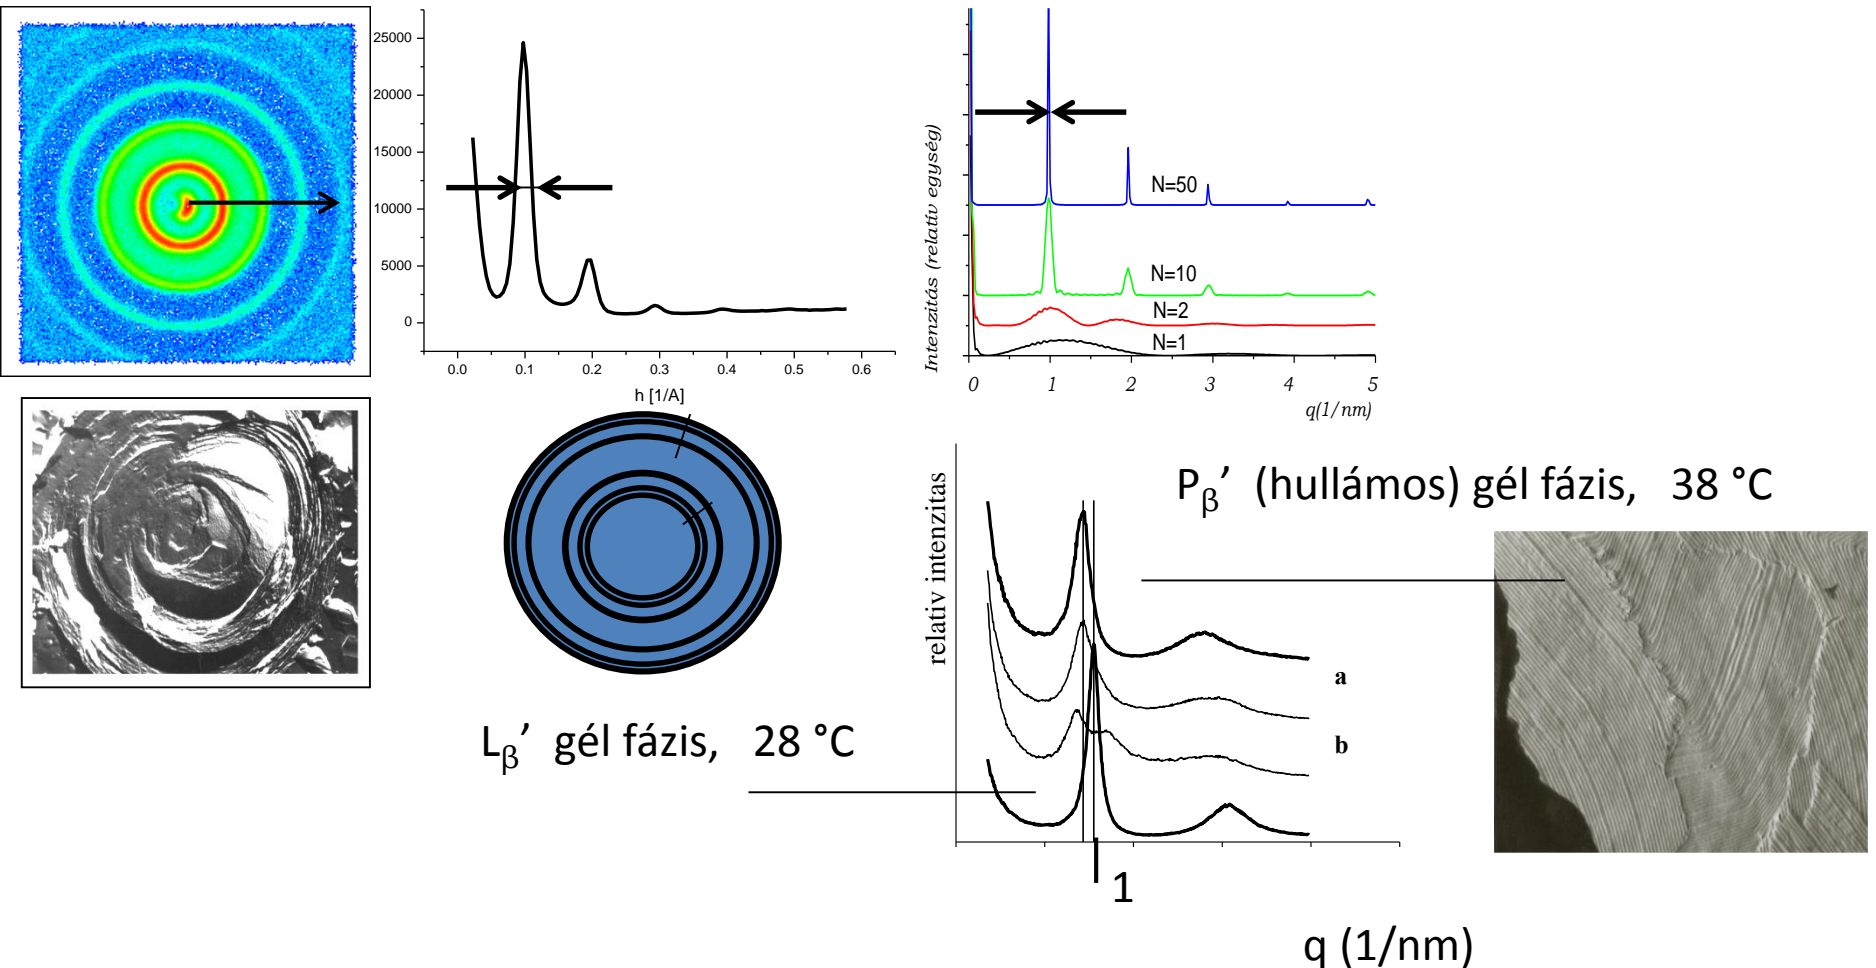 25000
20000
15000
10000
5000
0
0.0 0.1 0.2 0.3 0.4 0.5 0.6
h [1/A]
Intenzitás (relatív egység)
N=50
N=10
N=2
N=1
0 1 2 3 4 5
q(1/nm)
Pβ’ (hullámos) gél fázis, 38 °C
relativ intenzitas
a
b
Lβ’ gél fázis, 28 °C
1
q (1/nm)